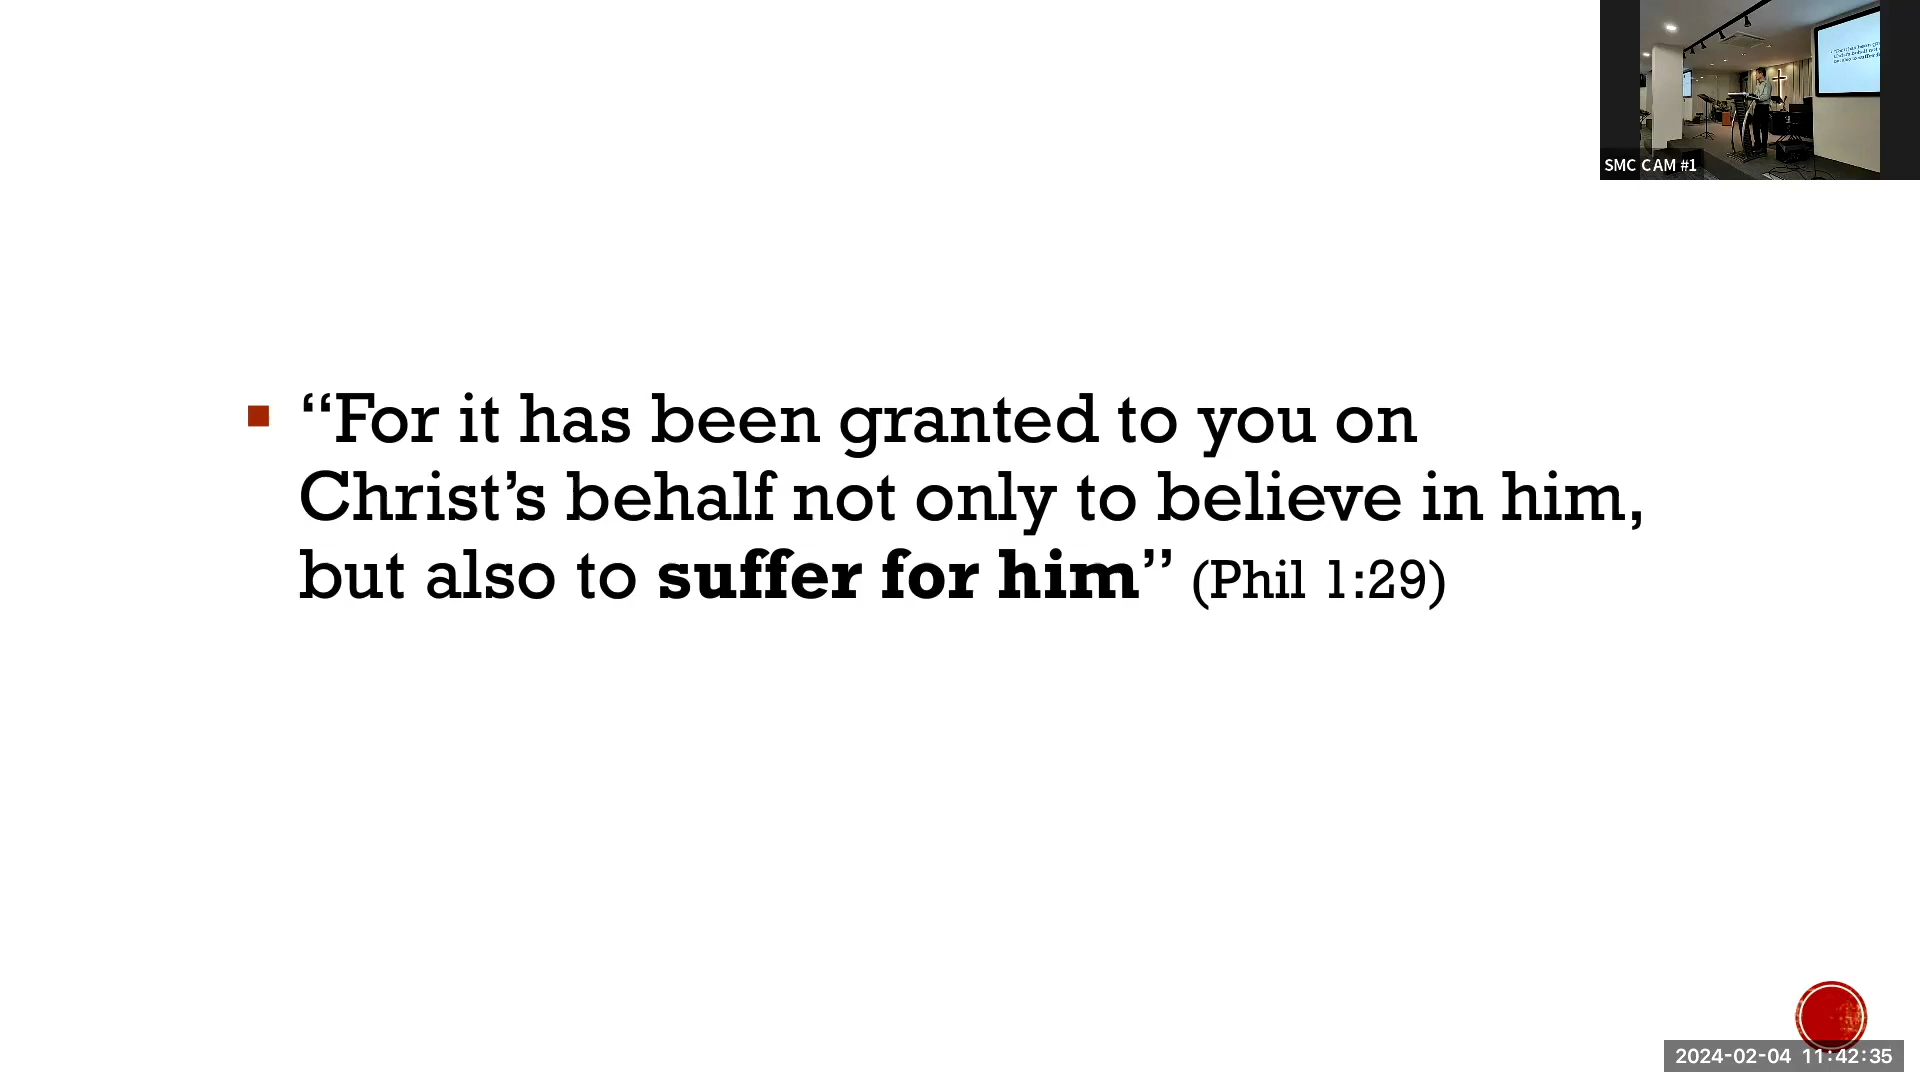 SMC CAM #1
“For it has been granted to you on
Christ’s behalf not only to believe in him,
but also to suffer for him” (Phil 1:29)
2024-02-04 11:42:35